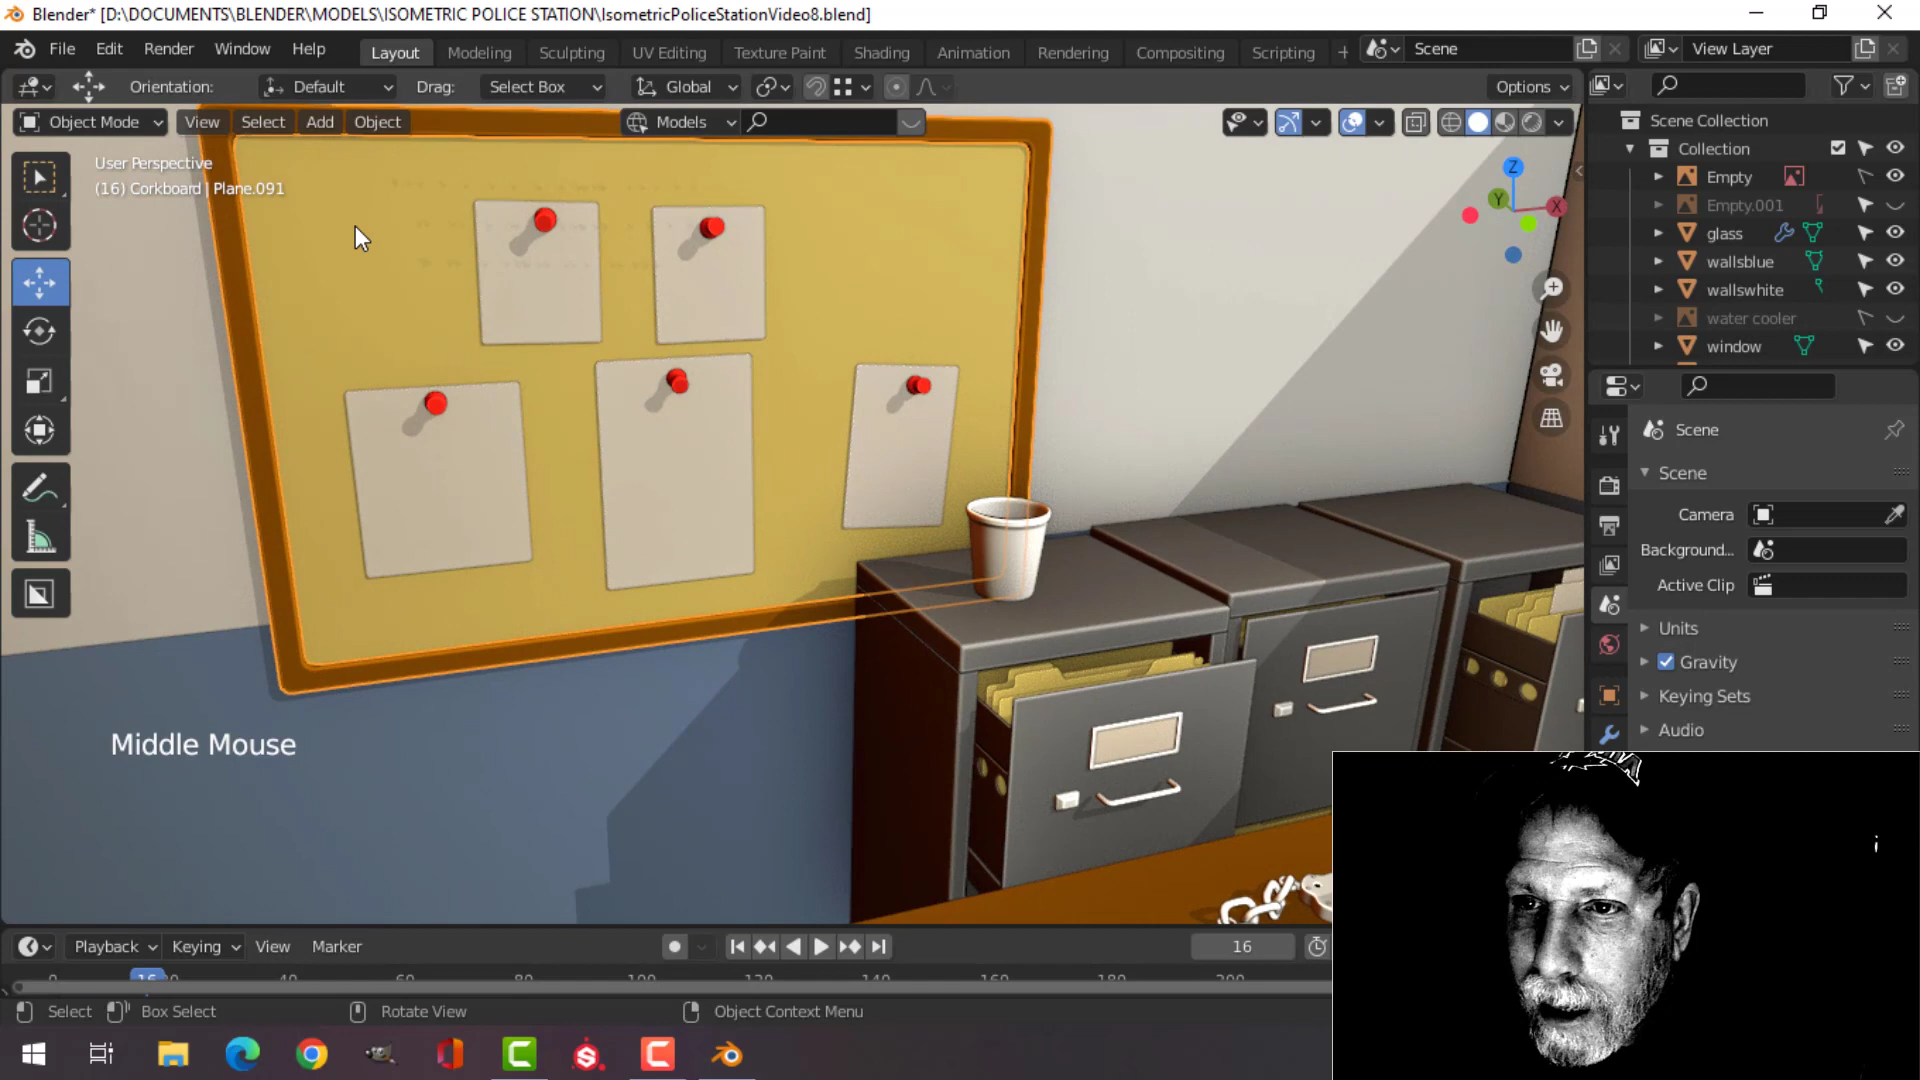 Blender* [D:\DOCUMENTS\BLENDER\MODELS\ISOMETRIC POLICE STATION\IsometricPoliceStationVideo8.blend]
File Edit Render Window Help Layout Modeling Sculpting UV Editing Texture Paint Shading Animation Rendering Compositing Scripting + Scene View Layer
Orientation: Default Drag: Select Box Global Options
Object Mode View Select Add Object Models
User Perspective
(16) Corkboard | Plane.091
Z
Y
X
Scene Collection
Collection
Empty
Empty.001
glass
wallsblue
wallswhite
water cooler
window
Scene
Scene
Camera
Background...
Active Clip
Units
Gravity
Keying Sets
Audio
Middle Mouse
Playback Keying View Marker 16
0 16 40 60 80 100 120 140 160 180 200
Select Box Select Rotate View Object Context Menu